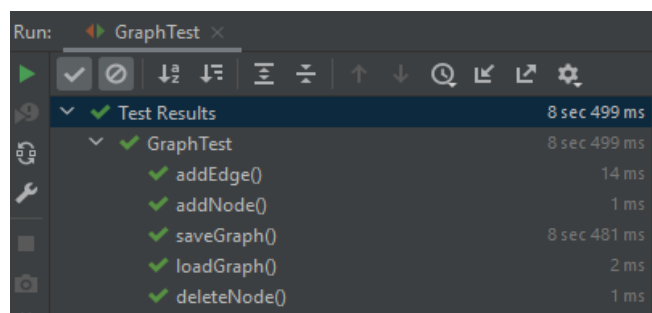 Run: GraphTest
Test Results 8 sec 499 ms
GraphTest 8 sec 499 ms
addEdge() 14 ms
addNode() 1 ms
saveGraph() 8 sec 481 ms
loadGraph() 2 ms
deleteNode() 1 ms